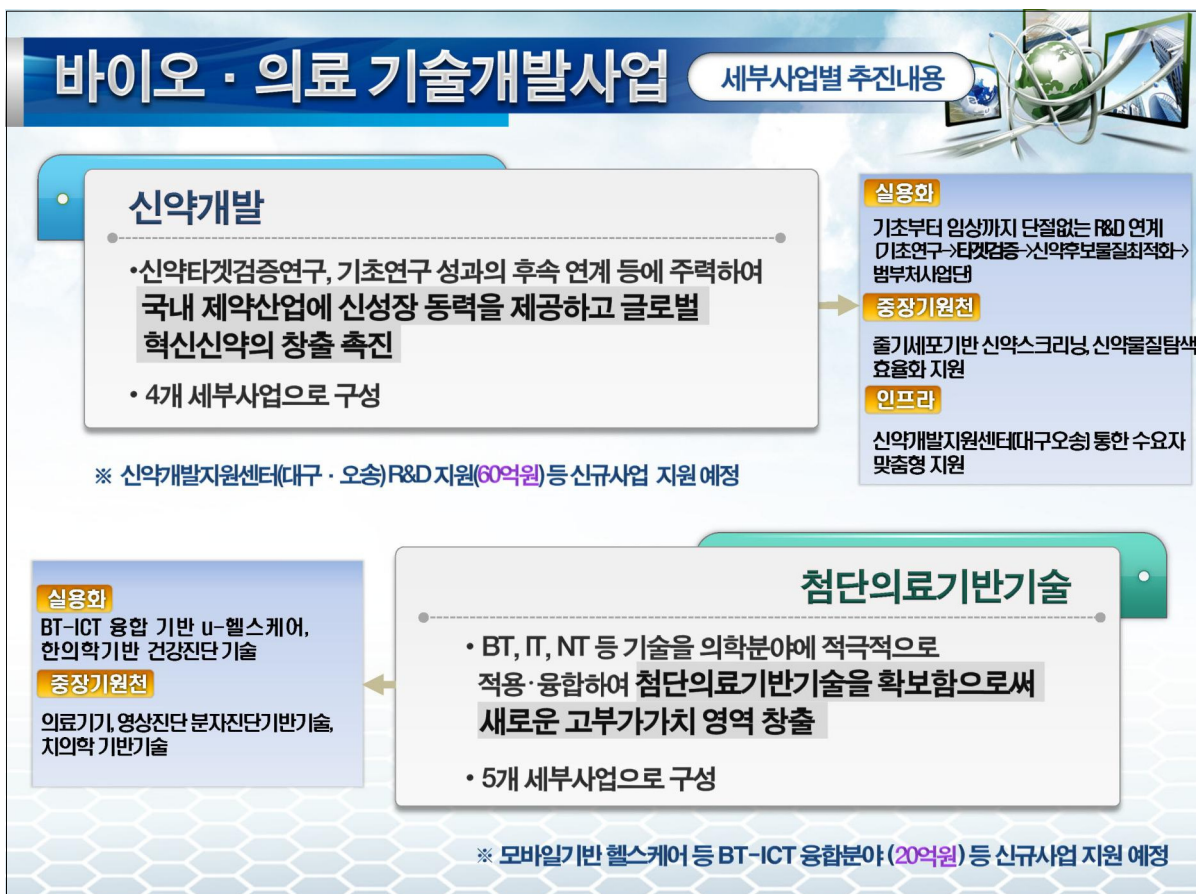 바이오 · 의료 기술개발사업
세부사업별 추진내용
신약개발
•신약타겟검증연구, 기초연구 성과의 후속 연계 등에 주력하여
국내 제약산업에 신성장 동력을 제공하고 글로벌
혁신신약의 창출 촉진
• 4개 세부사업으로 구성
※ 신약개발지원센터(대구 · 오송) R&D 지원(60억원) 등 신규사업 지원 예정
실용화
기초부터 임상까지 단절없는 R&D 연계
(기초연구→타겟검증→신약후보물질최적화→
범부처사업단)
중장기원천
줄기세포기반 신약스크리닝, 신약물질탐색
효율화 지원
인프라
신약개발지원센터(대구오송) 통한 수요자
맞춤형 지원
실용화
BT-ICT 융합 기반 u-헬스케어,
한의학기반 건강진단 기술
중장기원천
의료기기, 영상진단 분자진단기반기술,
치의학 기반기술
첨단의료기반기술
• BT, IT, NT 등 기술을 의학분야에 적극적으로
적용·융합하여 첨단의료기반기술을 확보함으로써
새로운 고부가가치 영역 창출
• 5개 세부사업으로 구성
※ 모바일기반 헬스케어 등 BT-ICT 융합분야 (20억원) 등 신규사업 지원 예정